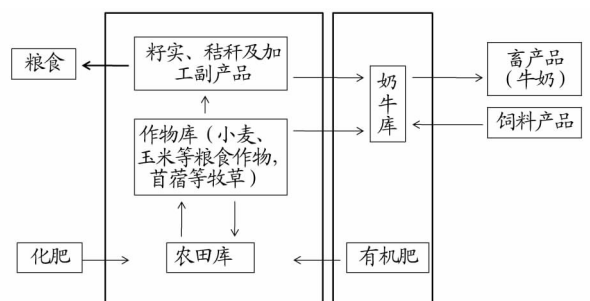 粮食
籽实、秸秆及加
工副产品
作物库（小麦、
玉米等粮食作物，
苜蓿等牧草）
化肥
农田库
奶
牛
库
有机肥
畜产品
（牛奶）
饲料产品